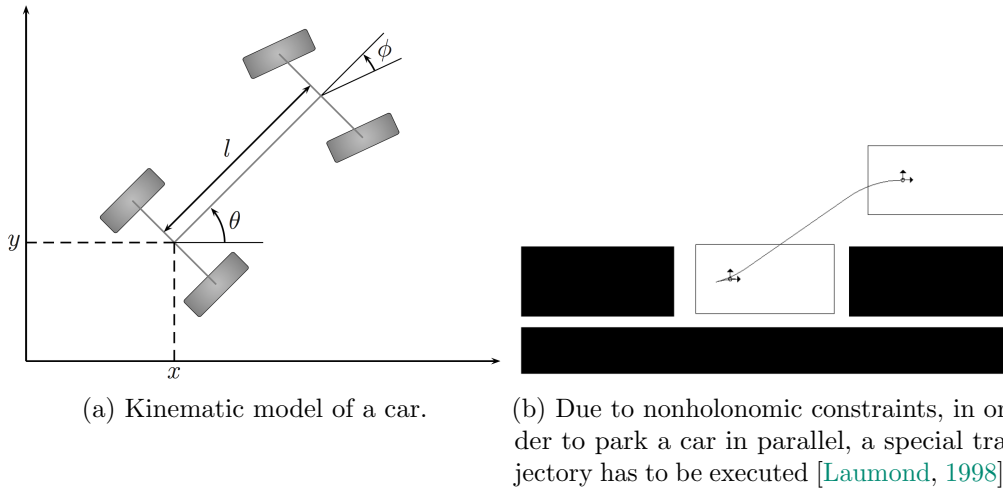 ϕ
l
θ
y
x
(a) Kinematic model of a car.
(b) Due to nonholonomic constraints, in or-
der to park a car in parallel, a special tra-
jectory has to be executed [Laumond, 1998]